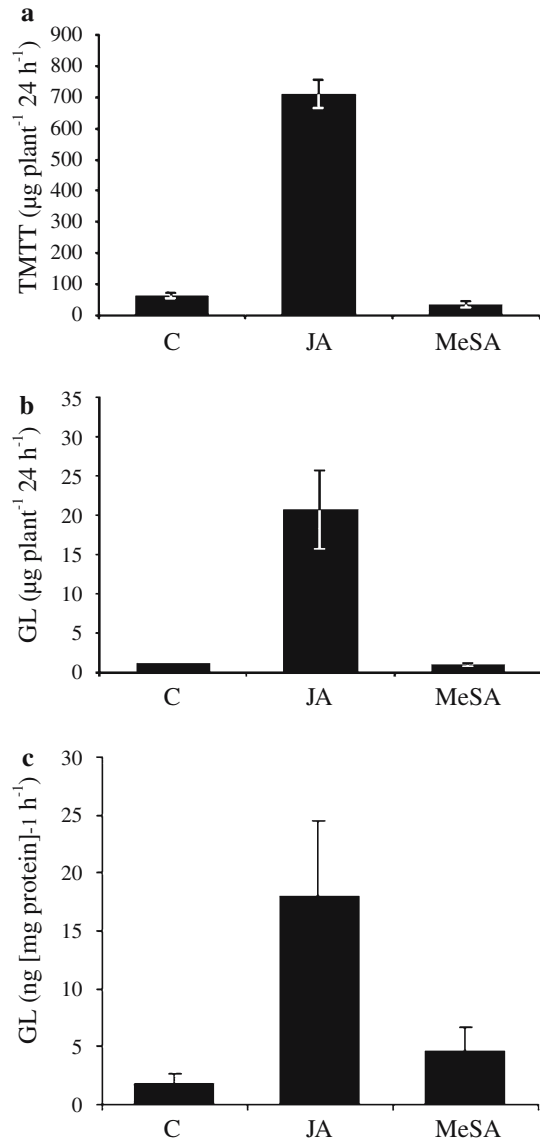 a
TMTT (µg plant⁻¹ 24 h⁻¹)
900
800
700
600
500
400
300
200
100
0
C JA MeSA
b
GL (µg plant⁻¹ 24 h⁻¹)
35
30
25
20
15
10
5
0
C JA MeSA
c
GL (ng [mg protein]-1 h⁻¹)
30
25
20
15
10
5
0
C JA MeSA